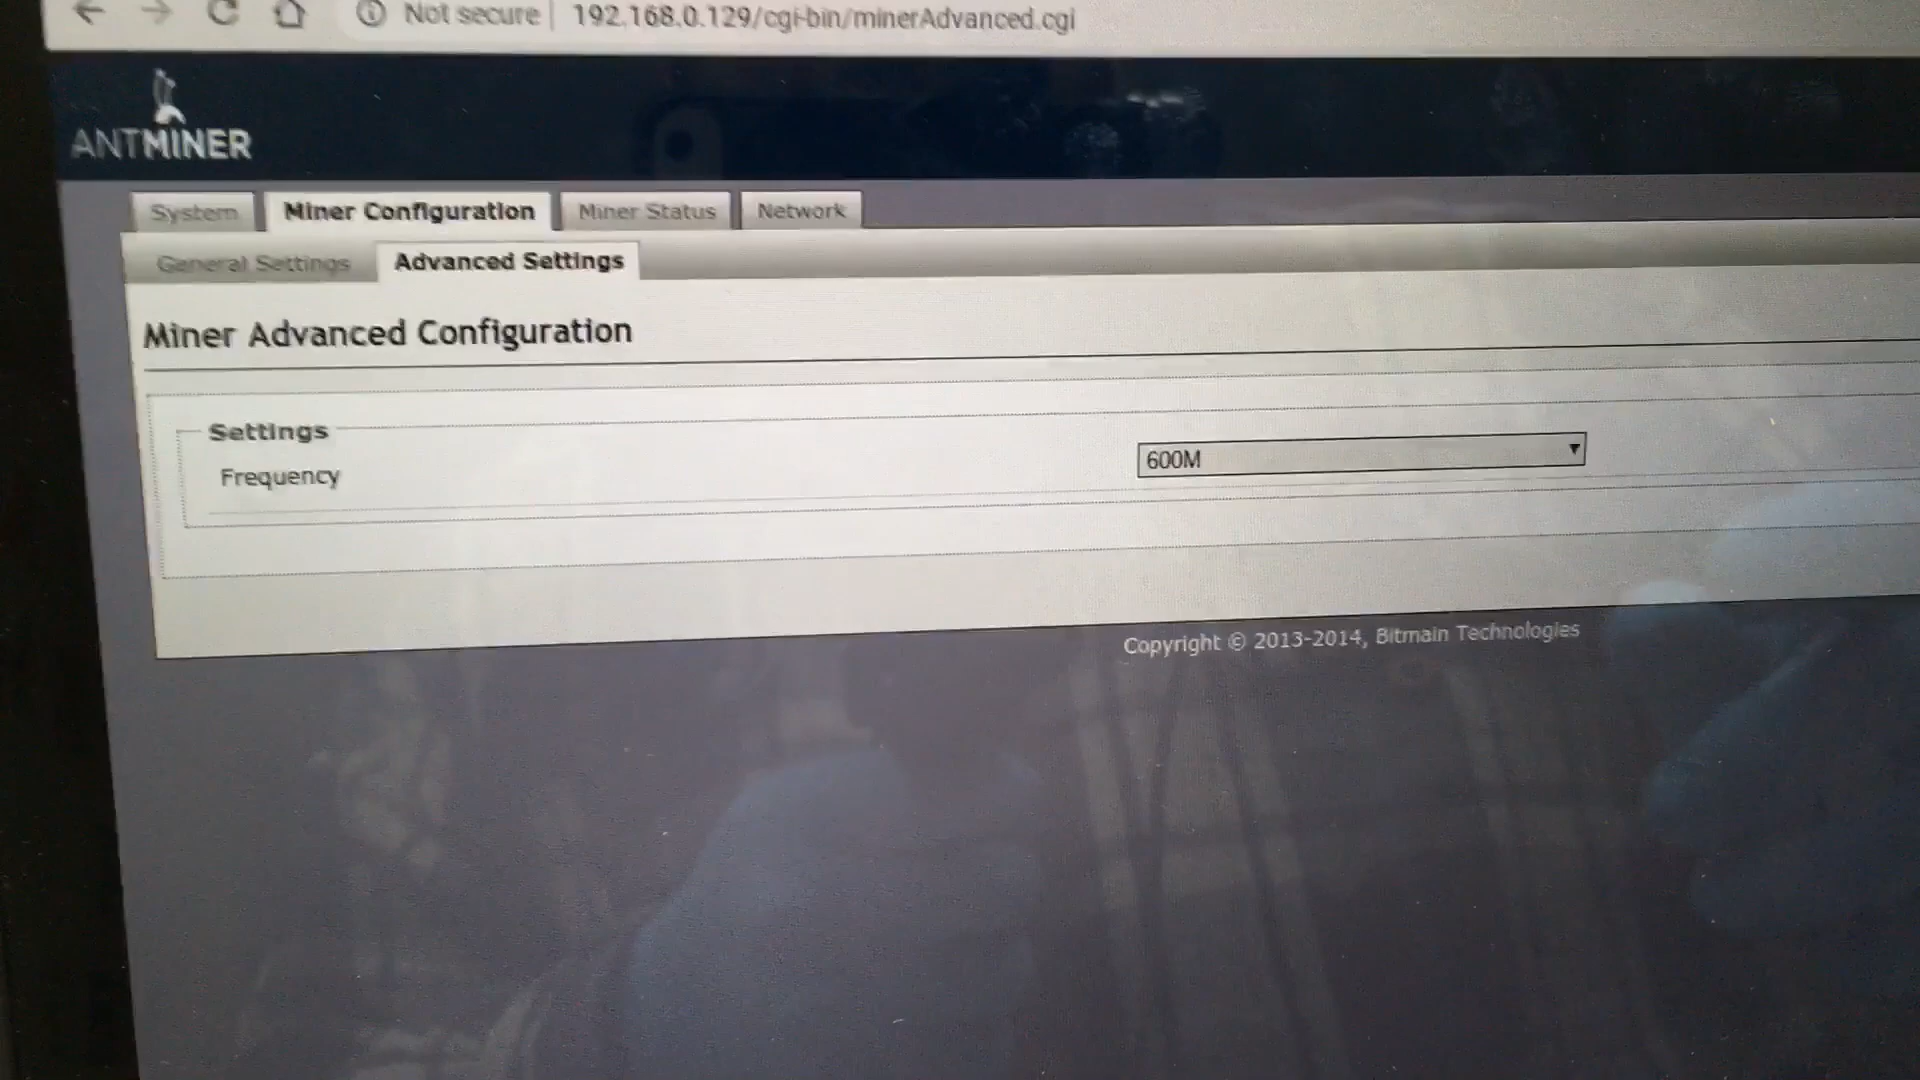 Not secure 192.168.0.129/cgi-bin/minerAdvanced.cgi
ANTMINER
System Miner Configuration Miner Status Network
General Settings Advanced Settings
Miner Advanced Configuration
Settings
Frequency 600M
Copyright © 2013-2014, Bitmain Technologies